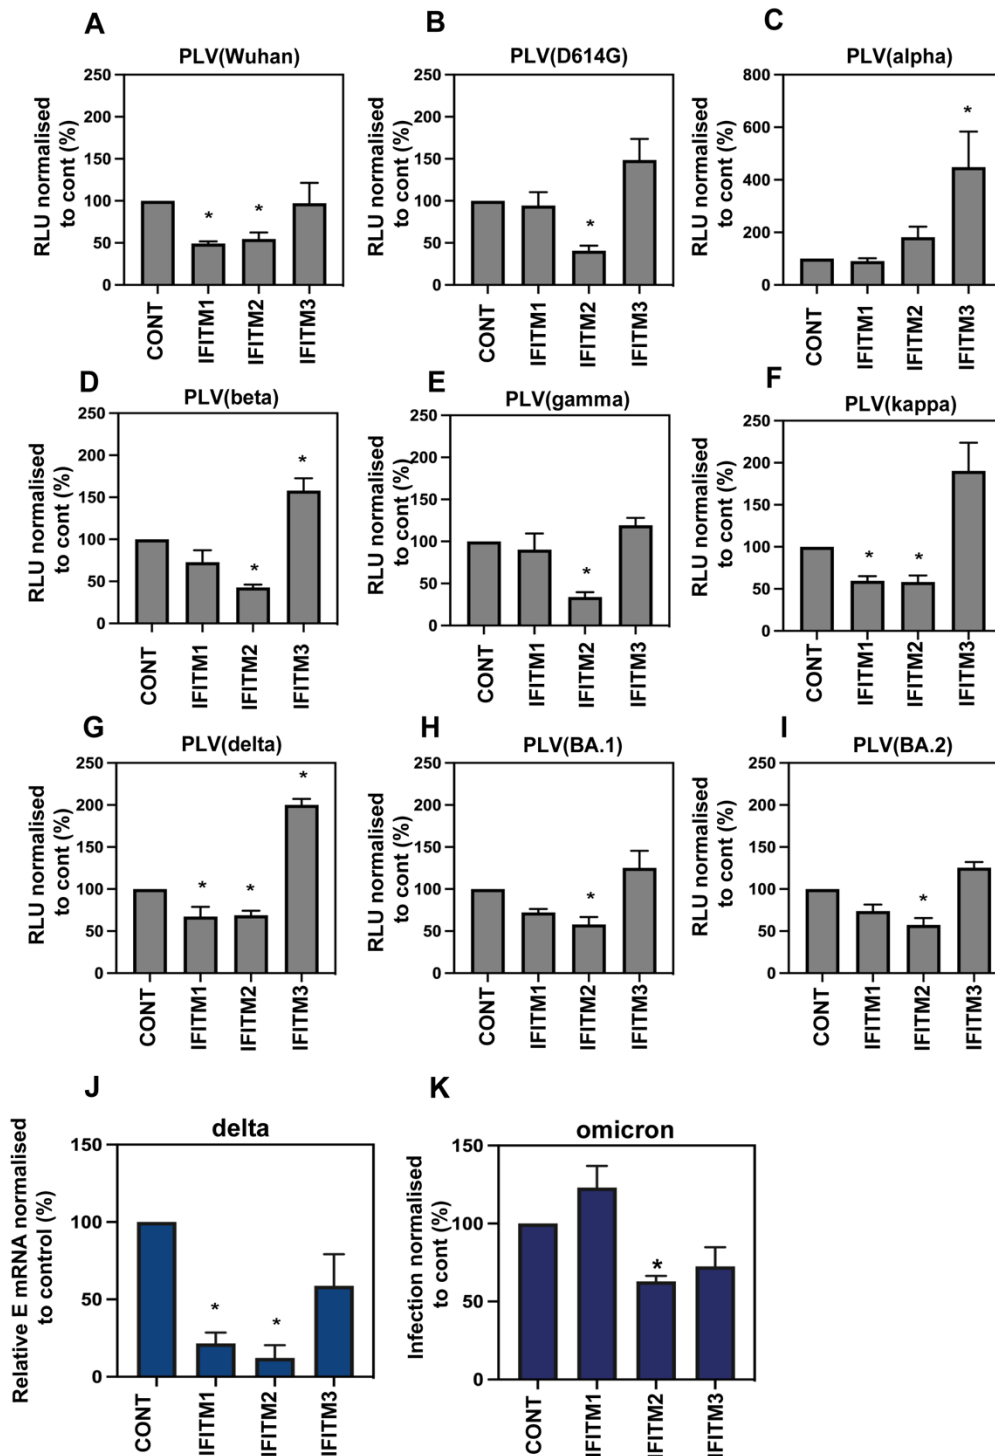 A
PLV(Wuhan)
RLU normalised
to cont (%)
250
200
150
100
50
0
CONT
IFITM1
IFITM2
IFITM3
*
*
B
PLV(D614G)
RLU normalised
to cont (%)
250
200
150
100
50
0
CONT
IFITM1
IFITM2
IFITM3
*
C
PLV(alpha)
RLU normalised
to cont (%)
800
600
400
200
0
CONT
IFITM1
IFITM2
IFITM3
*
D
PLV(beta)
RLU normalised
to cont (%)
250
200
150
100
50
0
CONT
IFITM1
IFITM2
IFITM3
*
*
E
PLV(gamma)
RLU normalised
to cont (%)
250
200
150
100
50
0
CONT
IFITM1
IFITM2
IFITM3
*
F
PLV(kappa)
RLU normalised
to cont (%)
250
200
150
100
50
0
CONT
IFITM1
IFITM2
IFITM3
*
*
G
PLV(delta)
RLU normalised
to cont (%)
250
200
150
100
50
0
CONT
IFITM1
IFITM2
IFITM3
*
*
*
H
PLV(BA.1)
RLU normalised
to cont (%)
250
200
150
100
50
0
CONT
IFITM1
IFITM2
IFITM3
*
I
PLV(BA.2)
RLU normalised
to cont (%)
250
200
150
100
50
0
CONT
IFITM1
IFITM2
IFITM3
*
J
delta
Relative E mRNA normalised
to control (%)
150
100
50
0
CONT
IFITM1
IFITM2
IFITM3
*
*
K
omicron
Infection normalised
to cont (%)
150
100
50
0
CONT
IFITM1
IFITM2
IFITM3
*